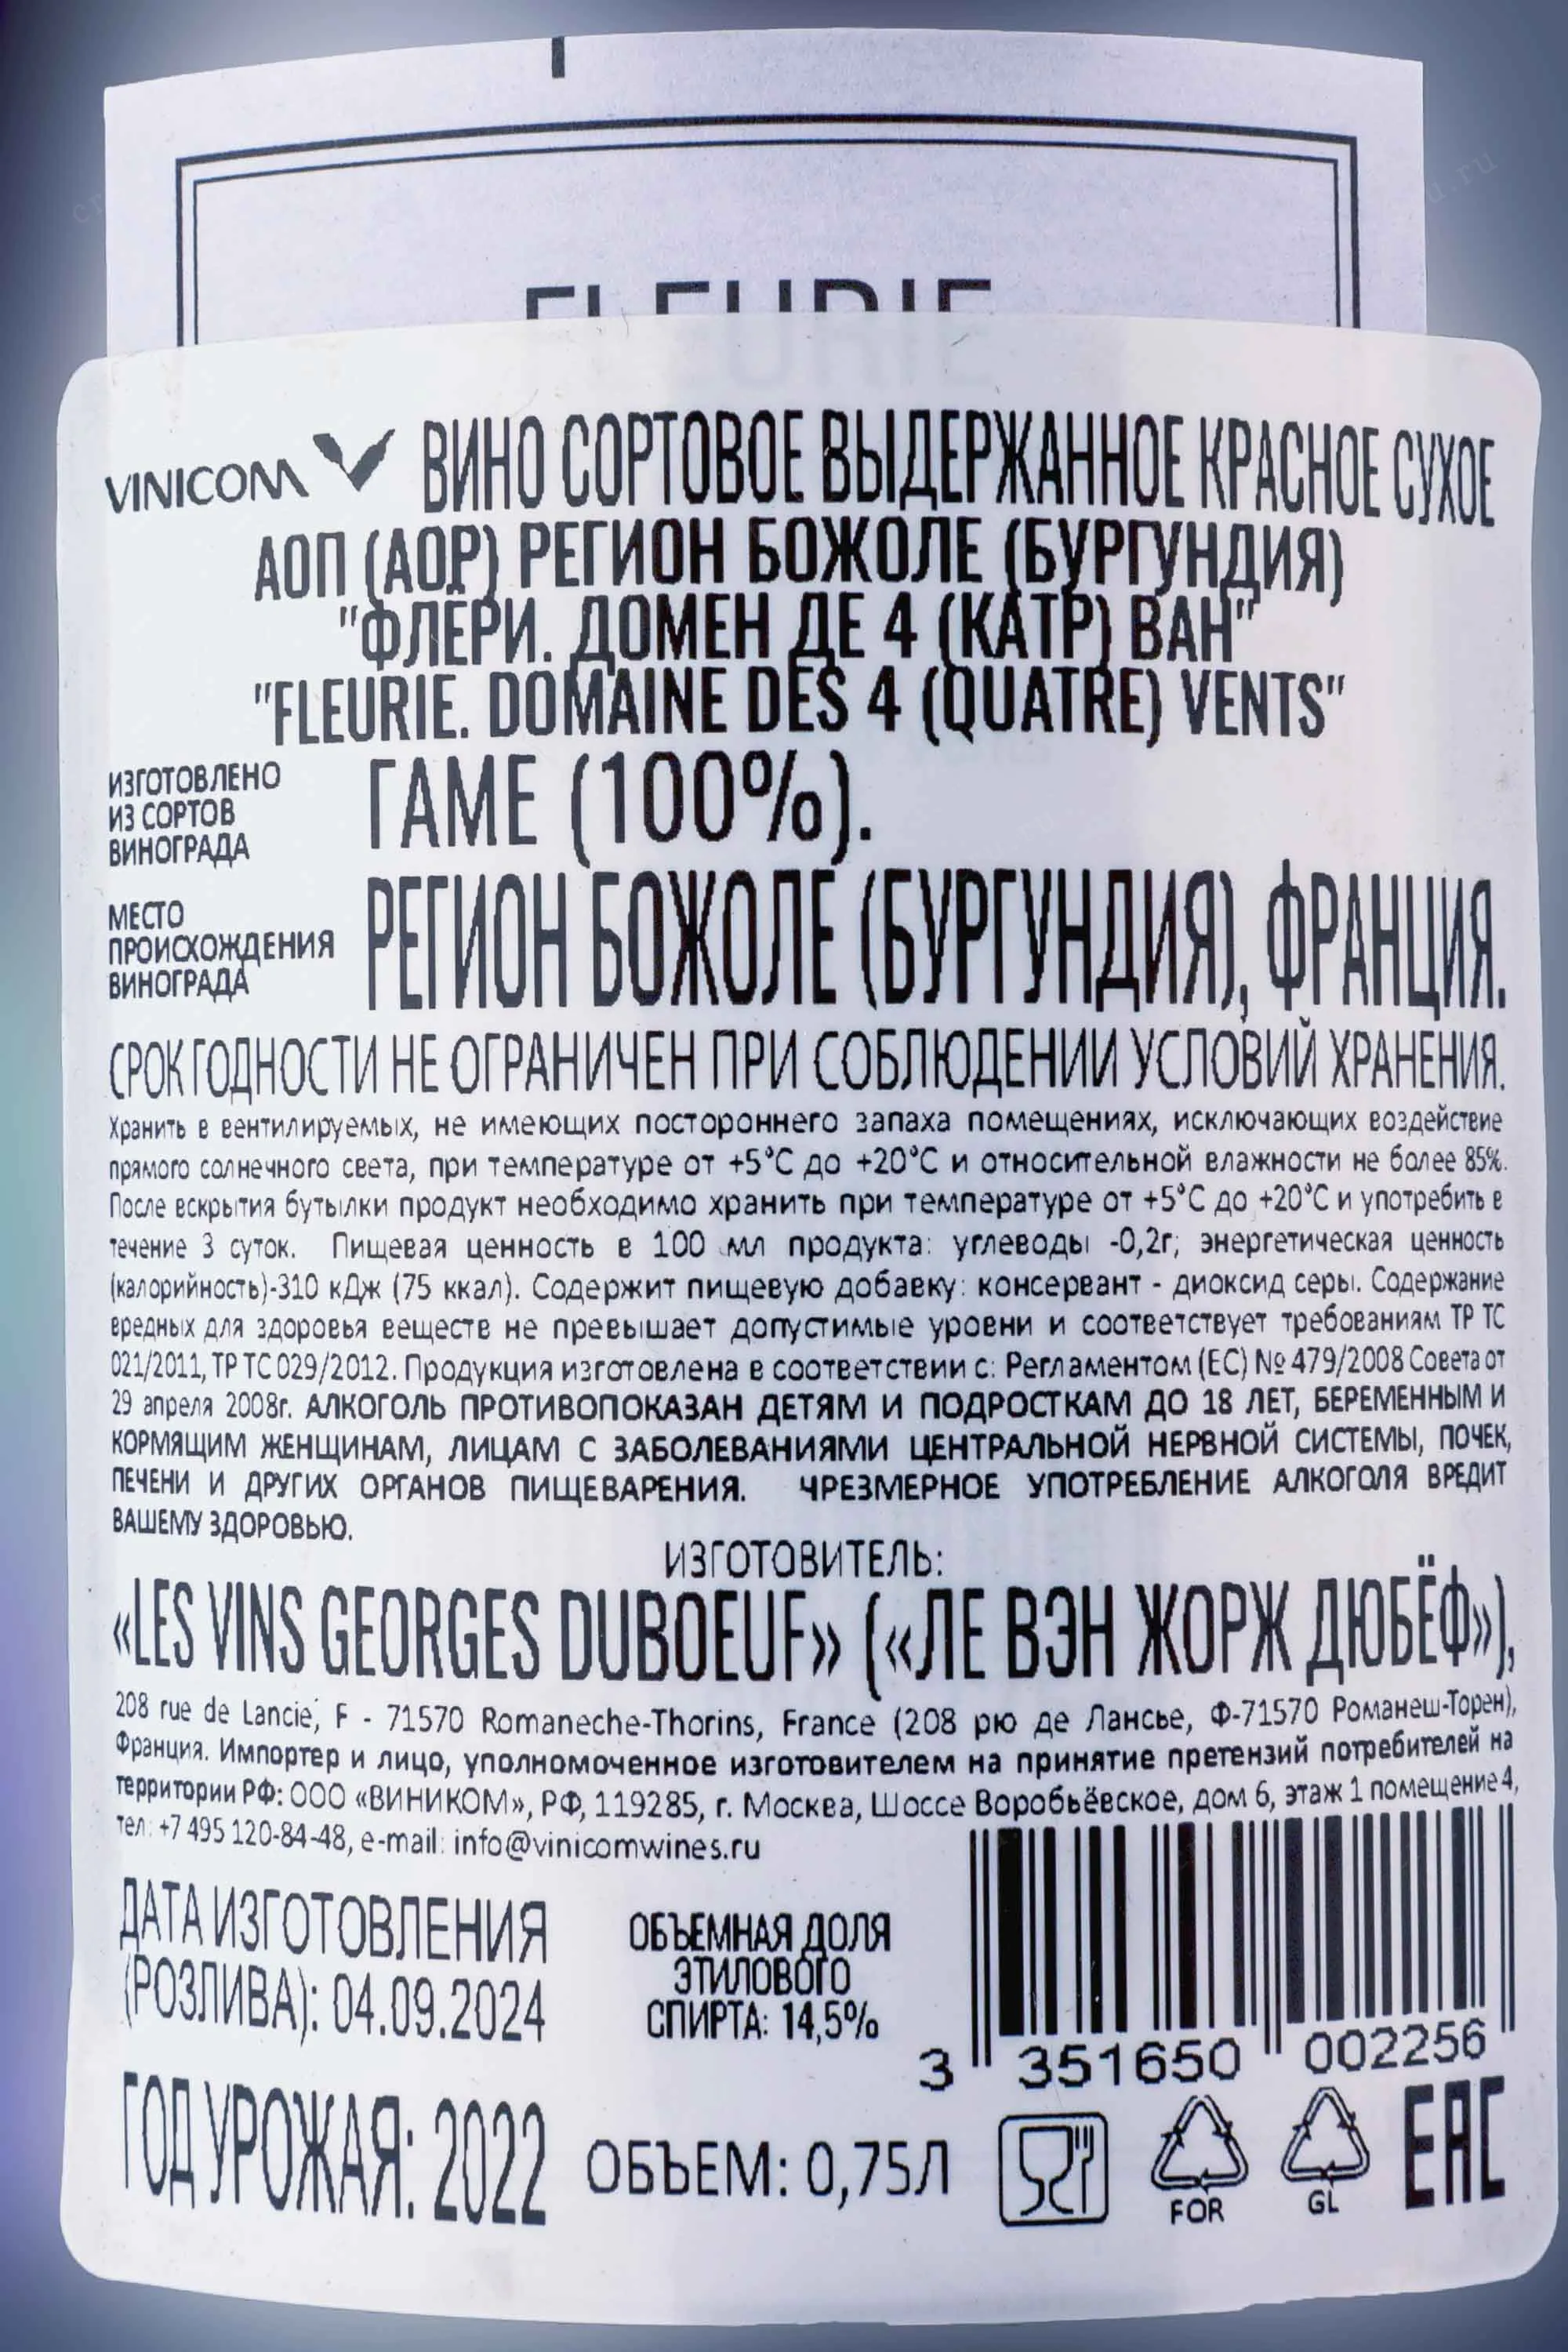 FLEURIE
VINICOM ВИНО СОРТОВОЕ ВЫДЕРЖАННОЕ КРАСНОЕ СУХОЕ
АОП (AOP) РЕГИОН БОЖОЛЕ (БУРГУНДИЯ)
"ФЛЁРИ. ДОМЕН ДЕ 4 (КАТР) ВАН"
"FLEURIE. DOMAINE DES 4 (QUATRE) VENTS"
ИЗГОТОВЛЕНО
ИЗ СОРТОВ
ВИНОГРАДА
ГАМЕ (100%).
МЕСТО
ПРОИСХОЖДЕНИЯ
ВИНОГРАДА
РЕГИОН БОЖОЛЕ (БУРГУНДИЯ), ФРАНЦИЯ.
СРОК ГОДНОСТИ НЕ ОГРАНИЧЕН ПРИ СОБЛЮДЕНИИ УСЛОВИЙ ХРАНЕНИЯ.
Хранить в вентилируемых, не имеющих постороннего запаха помещениях, исключающих воздействие
прямого солнечного света, при температуре от +5°C до +20°C и относительной влажности не более 85%.
После вскрытия бутылки продукт необходимо хранить при температуре от +5°C до +20°C и употребить в
течение 3 суток. Пищевая ценность в 100 мл продукта: углеводы -0,2г; энергетическая ценность
(калорийность)-310 кДж (75 ккал). Содержит пищевую добавку: консервант - диоксид серы. Содержание
вредных для здоровья веществ не превышает допустимые уровни и соответствует требованиям ТР ТС
021/2011, ТР ТС 029/2012. Продукция изготовлена в соответствии с: Регламентом (ЕС) № 479/2008 Совета от
29 апреля 2008г. АЛКОГОЛЬ ПРОТИВОПОКАЗАН ДЕТЯМ И ПОДРОСТКАМ ДО 18 ЛЕТ, БЕРЕМЕННЫМ И
КОРМЯЩИМ ЖЕНЩИНАМ, ЛИЦАМ С ЗАБОЛЕВАНИЯМИ ЦЕНТРАЛЬНОЙ НЕРВНОЙ СИСТЕМЫ, ПОЧЕК,
ПЕЧЕНИ И ДРУГИХ ОРГАНОВ ПИЩЕВАРЕНИЯ. ЧРЕЗМЕРНОЕ УПОТРЕБЛЕНИЕ АЛКОГОЛЯ ВРЕДИТ
ВАШЕМУ ЗДОРОВЬЮ.
ИЗГОТОВИТЕЛЬ:
«LES VINS GEORGES DUBOEUF» («ЛЕ ВЭН ЖОРЖ ДЮБЁФ»),
208 rue de Lancie, F - 71570 Romaneche-Thorins, France (208 рю де Лансье, Ф-71570 Романеш-Торен),
Франция. Импортер и лицо, уполномоченное изготовителем на принятие претензий потребителей на
территории РФ: ООО «ВИНИКОМ», РФ, 119285, г. Москва, Шоссе Воробьёвское, дом 6, этаж 1 помещение 4,
тел: +7 495 120-84-48, e-mail: info@vinicomwines.ru
ДАТА ИЗГОТОВЛЕНИЯ
(РОЗЛИВА): 04.09.2024
ОБЪЕМНАЯ ДОЛЯ
ЭТИЛОВОГО
СПИРТА: 14,5%
3 351650 002256
ГОД УРОЖАЯ: 2022
ОБЪЕМ: 0,75Л
FOR
GL
EAC